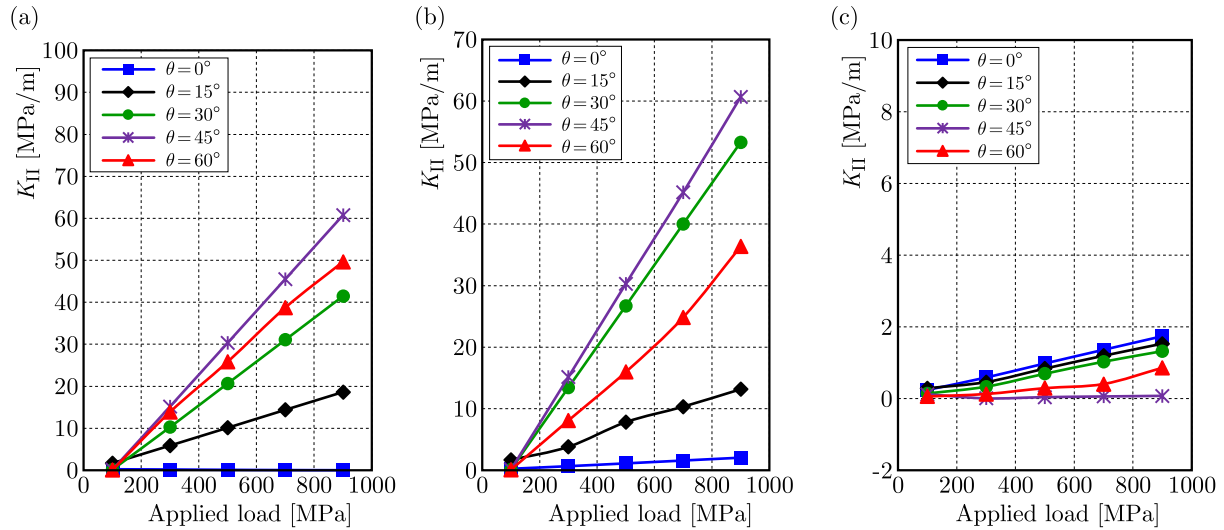 (a)
K_II [MPa/m]
100
90
80
70
60
50
40
30
20
10
0
θ = 0°
θ = 15°
θ = 30°
θ = 45°
θ = 60°
0 200 400 600 800 1000
Applied load [MPa]
(b)
K_II [MPa/m]
70
60
50
40
30
20
10
0
θ = 0°
θ = 15°
θ = 30°
θ = 45°
θ = 60°
0 200 400 600 800 1000
Applied load [MPa]
(c)
K_II [MPa/m]
10
8
6
4
2
0
-2
θ = 0°
θ = 15°
θ = 30°
θ = 45°
θ = 60°
0 200 400 600 800 1000
Applied load [MPa]